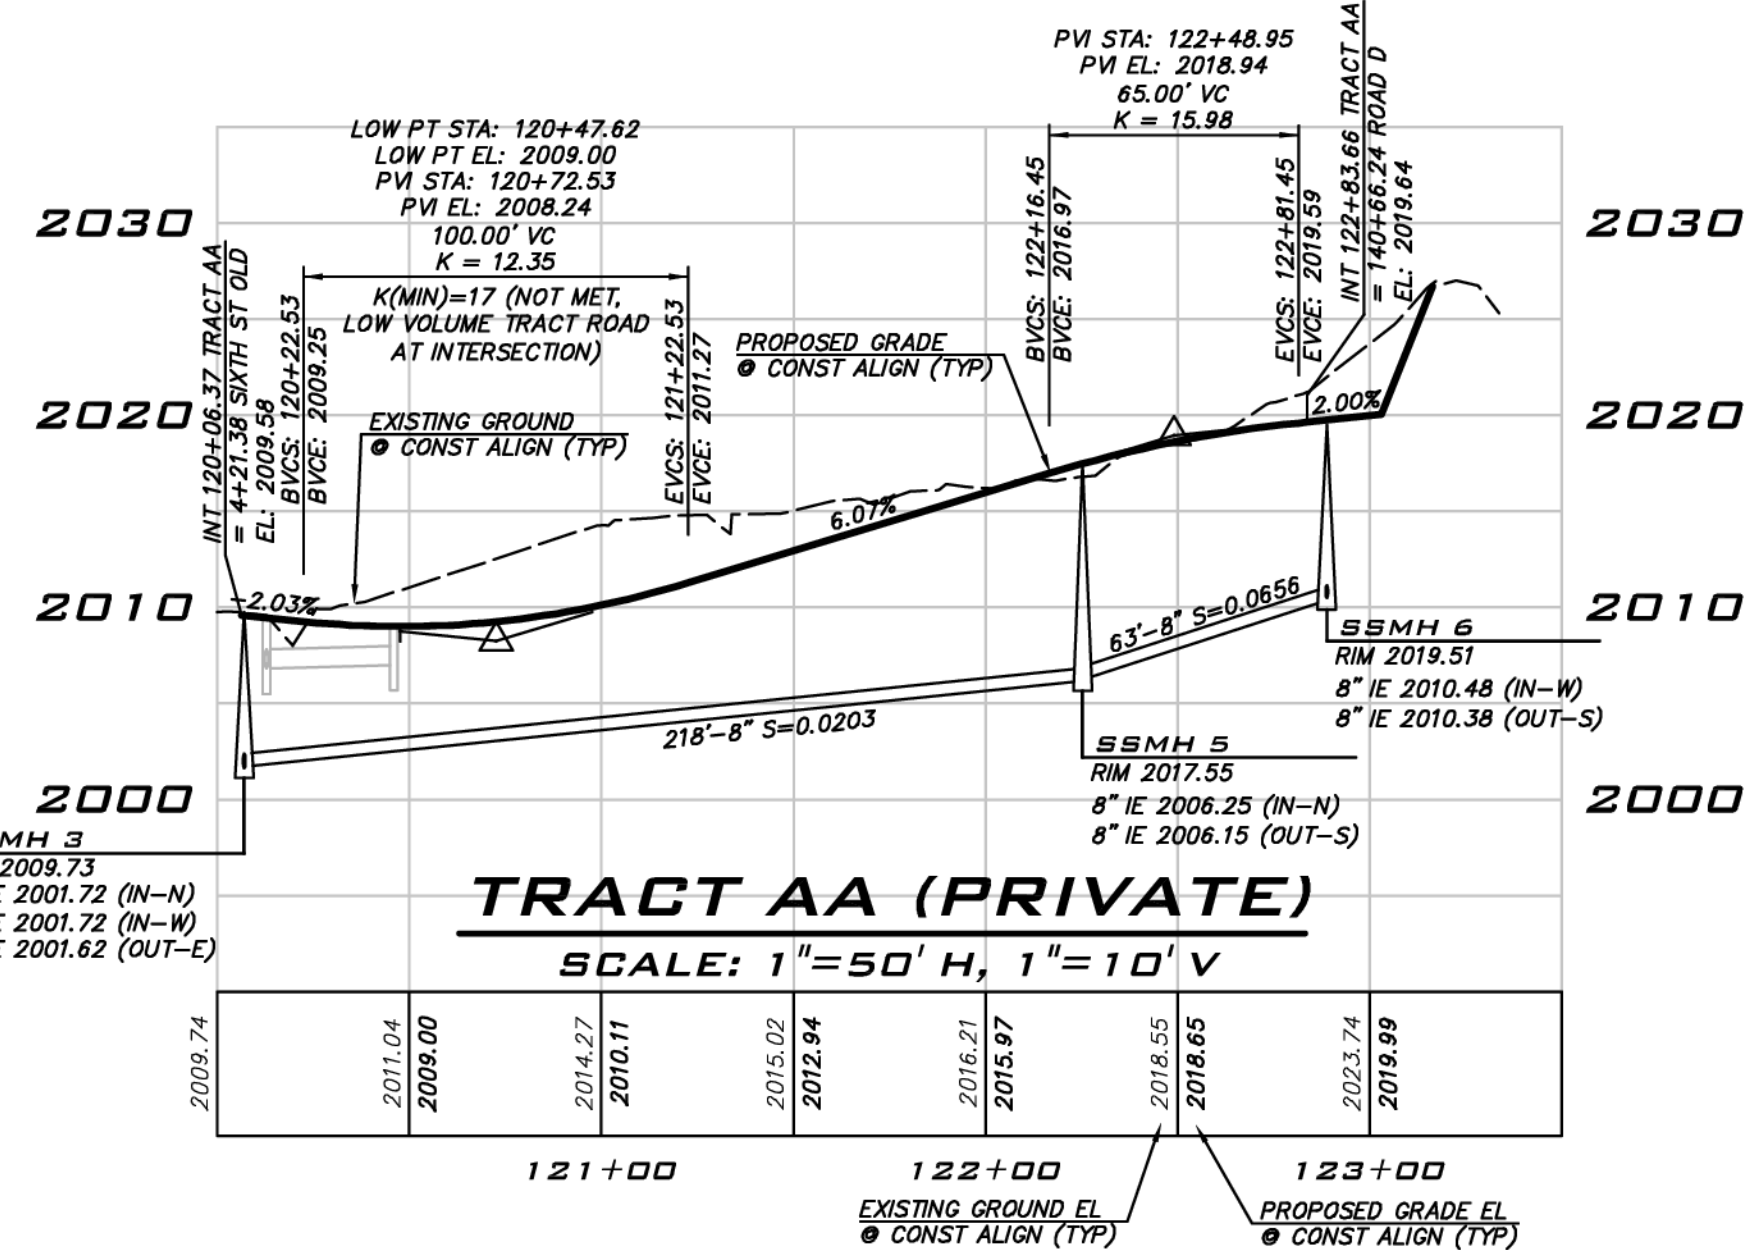 PVI STA: 122+48.95
PVI EL: 2018.94
65.00' VC
K = 15.98
LOW PT STA: 120+47.62
LOW PT EL: 2009.00
PVI STA: 120+72.53
PVI EL: 2008.24
100.00' VC
K = 12.35
K(MIN)=17 (NOT MET,
LOW VOLUME TRACT ROAD
AT INTERSECTION)
INT 120+06.37 TRACT AA
= 4+21.38 SIXTH ST OLD
EL: 2009.58
BVCS: 120+22.53
BVCE: 2009.25
EVCS: 121+22.53
EVCE: 2011.27
BVCS: 122+16.45
BVCE: 2016.97
EVCS: 122+81.45
EVCE: 2019.59
INT 122+83.66 TRACT AA
= 140+66.24 ROAD D
EL: 2019.64
2030
2030
PROPOSED GRADE
@ CONST ALIGN (TYP)
2020
2020
EXISTING GROUND
@ CONST ALIGN (TYP)
2.00%
6.07%
2010
2010
-2.03%
63'-8" S=0.0656
218'-8" S=0.0203
SSMH 6
RIM 2019.51
8" IE 2010.48 (IN-W)
8" IE 2010.38 (OUT-S)
SSMH 5
RIM 2017.55
8" IE 2006.25 (IN-N)
8" IE 2006.15 (OUT-S)
2000
2000
MH 3
2009.73
E 2001.72 (IN-N)
E 2001.72 (IN-W)
E 2001.62 (OUT-E)
TRACT AA (PRIVATE)
SCALE: 1"=50' H, 1"=10' V
2009.74
2011.04
2009.00
2014.27
2010.11
2015.02
2012.94
2016.21
2015.97
2018.55
2018.65
2023.74
2019.99
121+00
122+00
123+00
EXISTING GROUND EL
@ CONST ALIGN (TYP)
PROPOSED GRADE EL
@ CONST ALIGN (TYP)